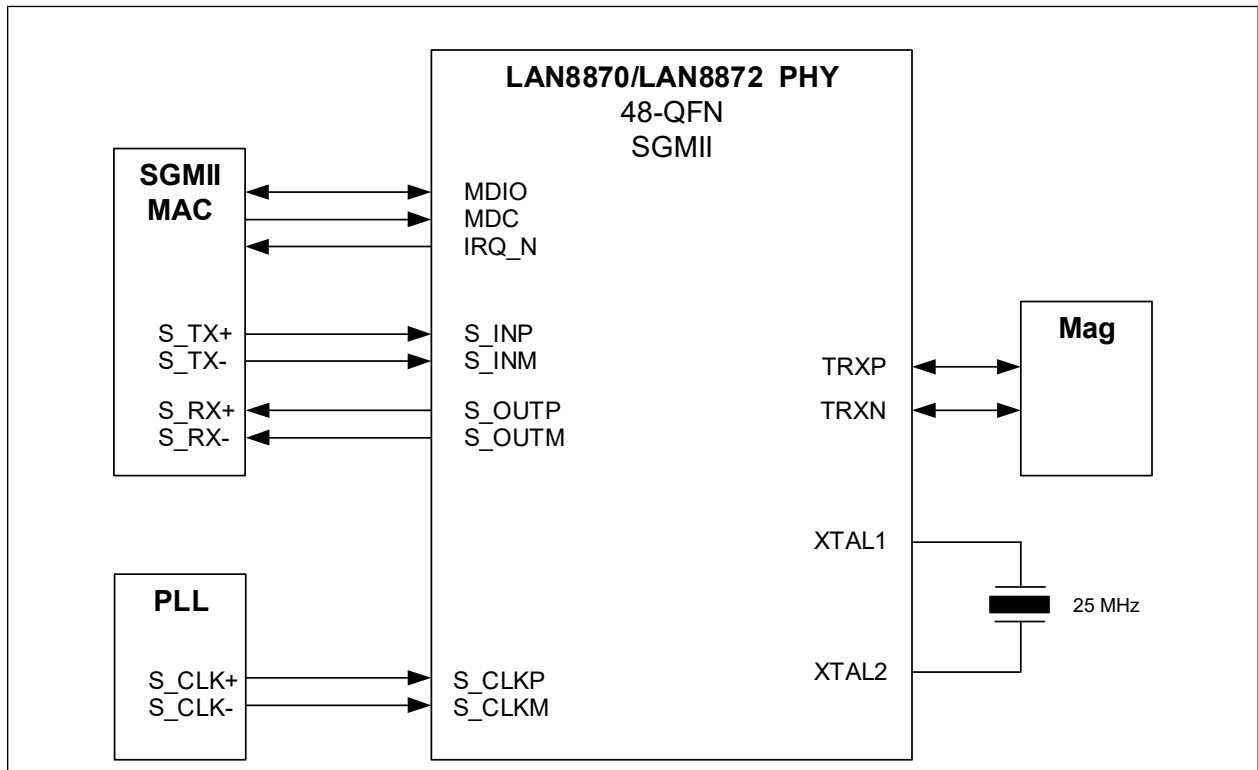 LAN8870/LAN8872 PHY
48-QFN
SGMII
SGMII
MAC
MDIO
MDC
IRQ_N
S_TX+
S_TX-
S_RX+
S_RX-
S_INP
S_INM
S_OUTP
S_OUTM
TRXP
TRXN
Mag
XTAL1
25 MHz
XTAL2
PLL
S_CLK+
S_CLK-
S_CLKP
S_CLKM